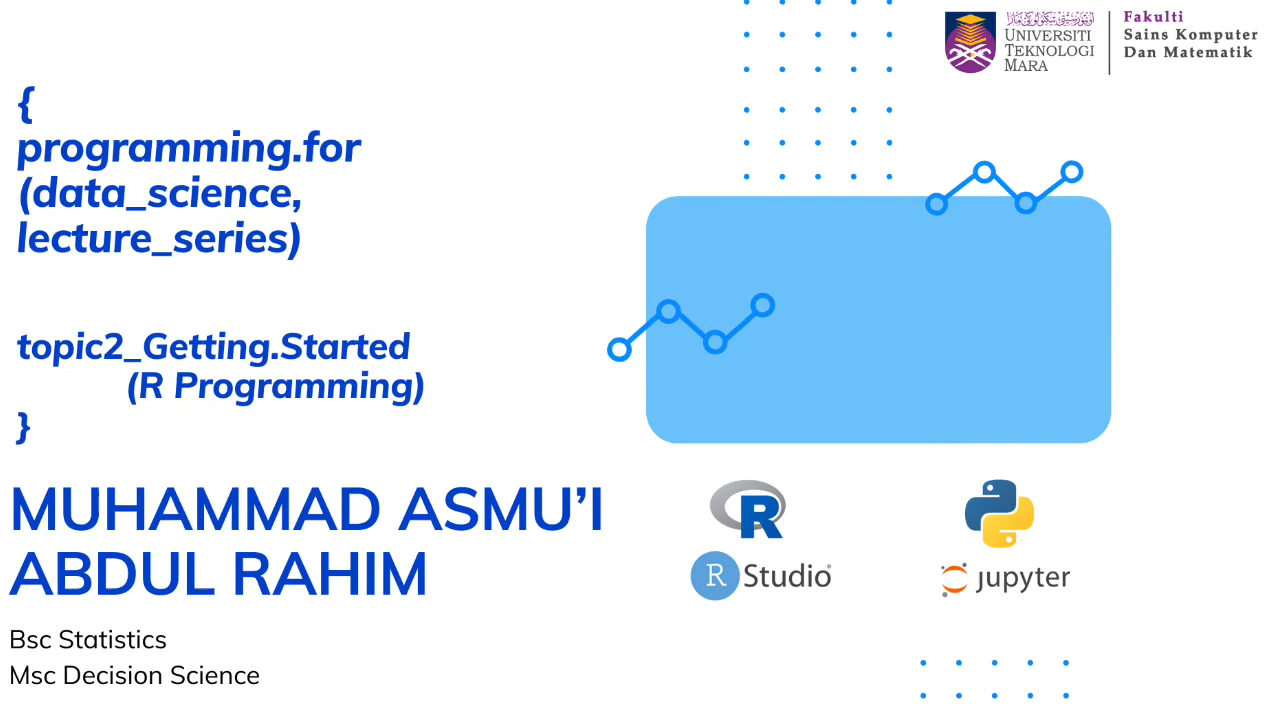 UNIVERSITI
TEKNOLOGI
MARA
Fakulti
Sains Komputer
Dan Matematik
{
programming.for
(data_science,
lecture_series)
topic2_Getting.Started
(R Programming)
}
MUHAMMAD ASMU’I
ABDUL RAHIM
Bsc Statistics
Msc Decision Science
R
R Studio®
jupyter